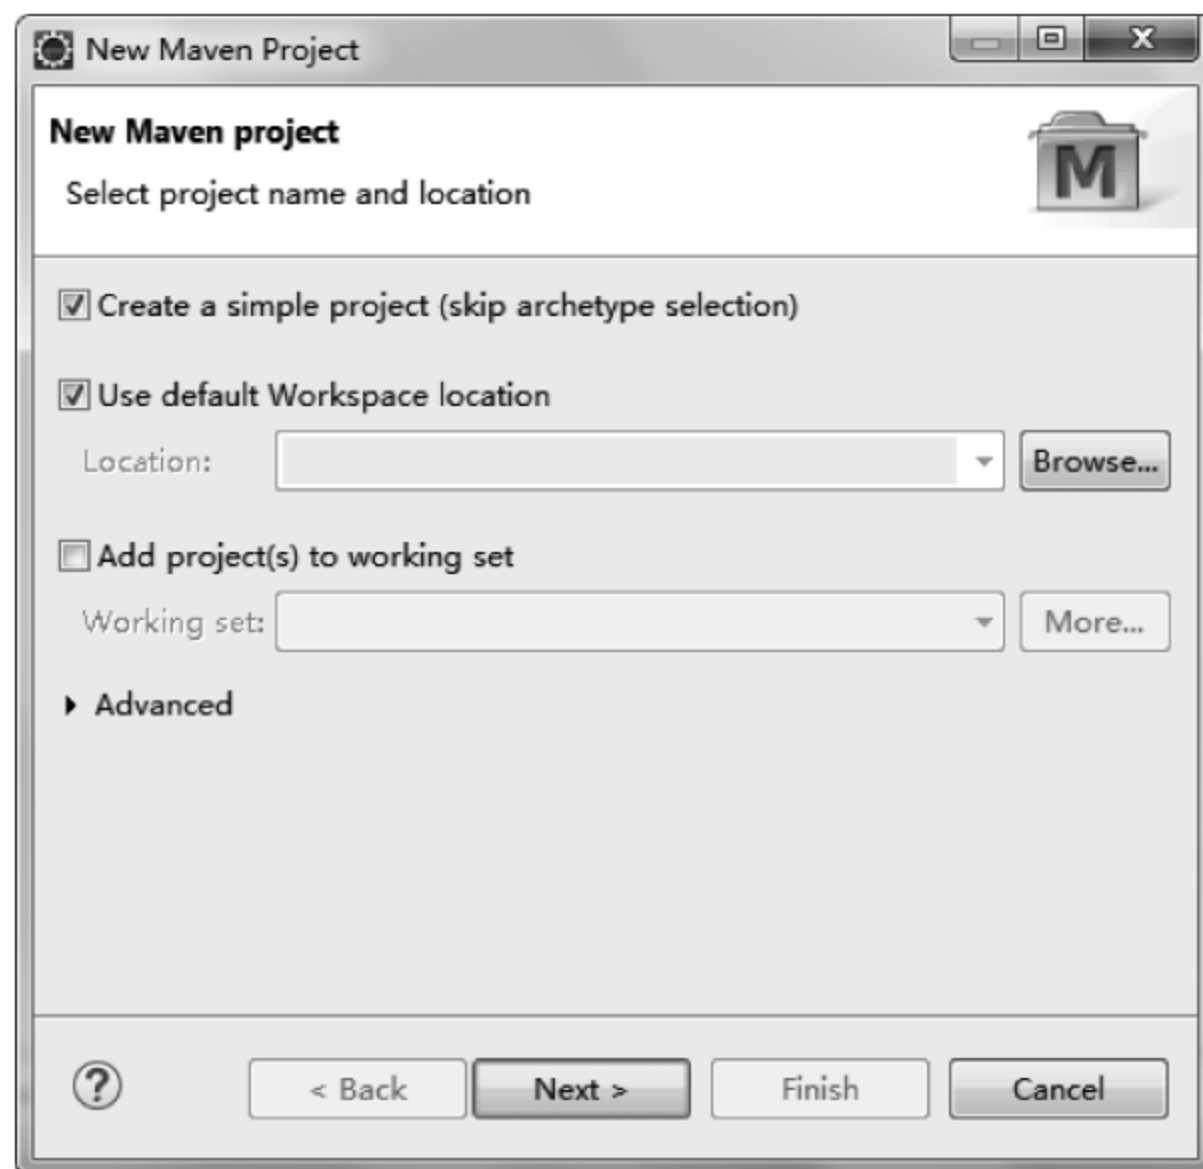 New Maven Project
New Maven project
Select project name and location
M
Create a simple project (skip archetype selection)
Use default Workspace location
Location:
Browse...
Add project(s) to working set
Working set:
More...
Advanced
?
< Back
Next >
Finish
Cancel